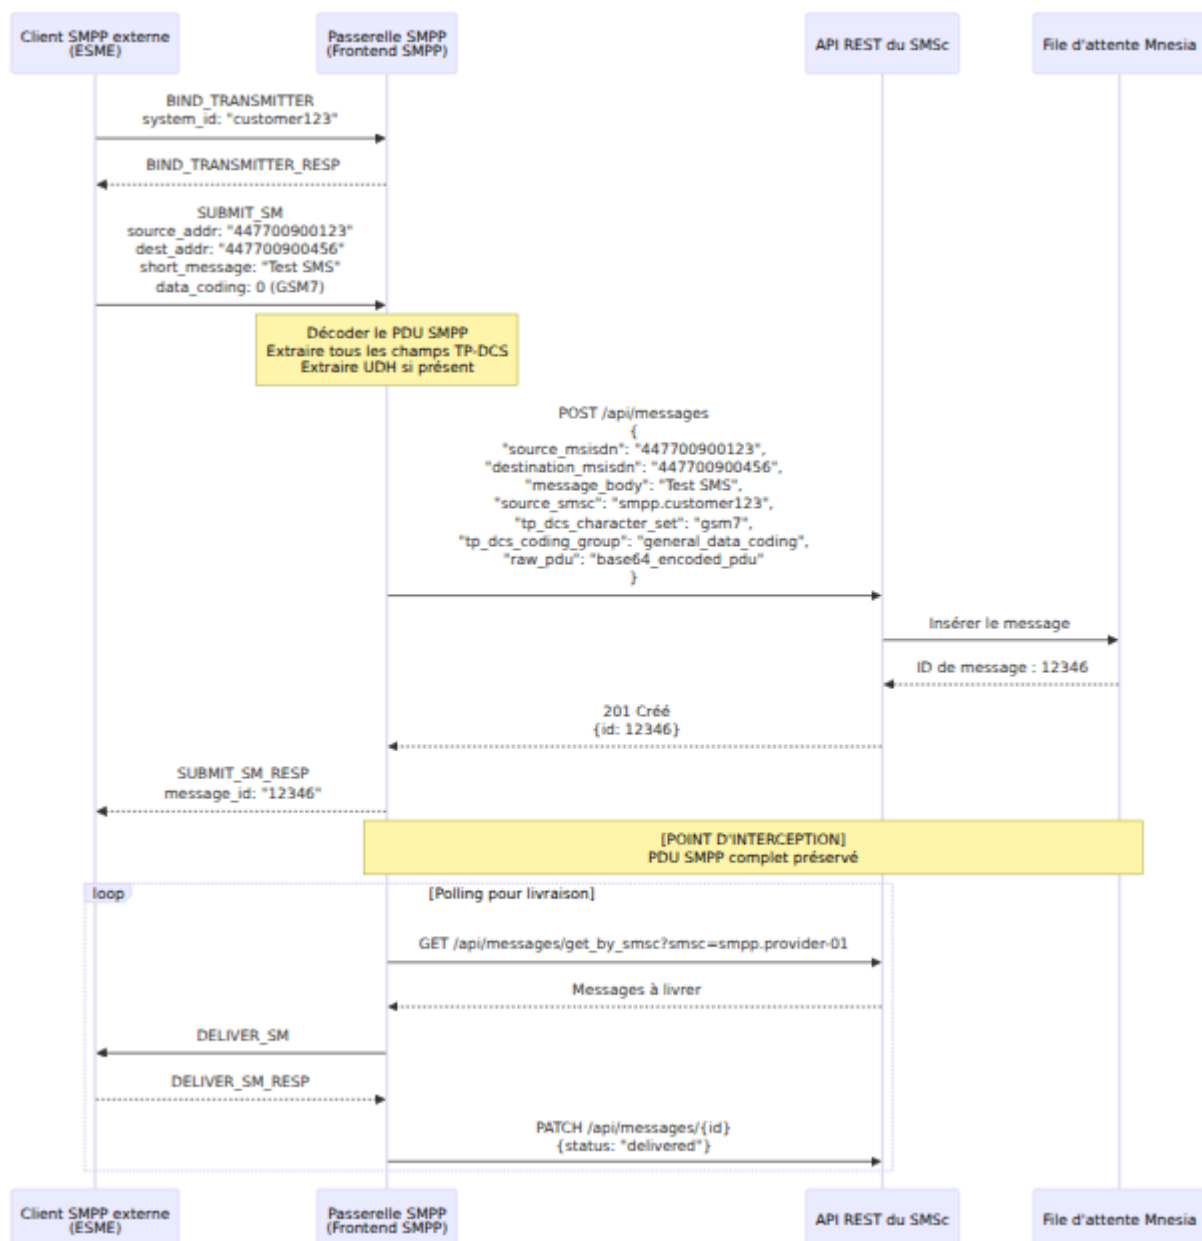 Client SMPP externe
(ESME)
Passerelle SMPP
(Frontend SMPP)
API REST du SMSc
File d'attente Mnesia
BIND_TRANSMITTER
system_id: "customer123"
BIND_TRANSMITTER_RESP
SUBMIT_SM
source_addr: "447700900123"
dest_addr: "447700900456"
short_message: "Test SMS"
data_coding: 0 (GSM7)
Décoder le PDU SMPP
Extraire tous les champs TP-DCS
Extraire UDH si présent
POST /api/messages
{
"source_msisdn": "447700900123",
"destination_msisdn": "447700900456",
"message_body": "Test SMS",
"source_smsc": "smpp.customer123",
"tp_dcs_character_set": "gsm7",
"tp_dcs_coding_group": "general_data_coding",
"raw_pdu": "base64_encoded_pdu"
}
Insérer le message
ID de message : 12346
201 Créé
{id: 12346}
SUBMIT_SM_RESP
message_id: "12346"
[POINT D'INTERCEPTION]
PDU SMPP complet préservé
loop
[Polling pour livraison]
GET /api/messages/get_by_smsc?smsc=smpp.provider-01
Messages à livrer
DELIVER_SM
DELIVER_SM_RESP
PATCH /api/messages/{id}
{status: "delivered"}
Client SMPP externe
(ESME)
Passerelle SMPP
(Frontend SMPP)
API REST du SMSc
File d'attente Mnesia